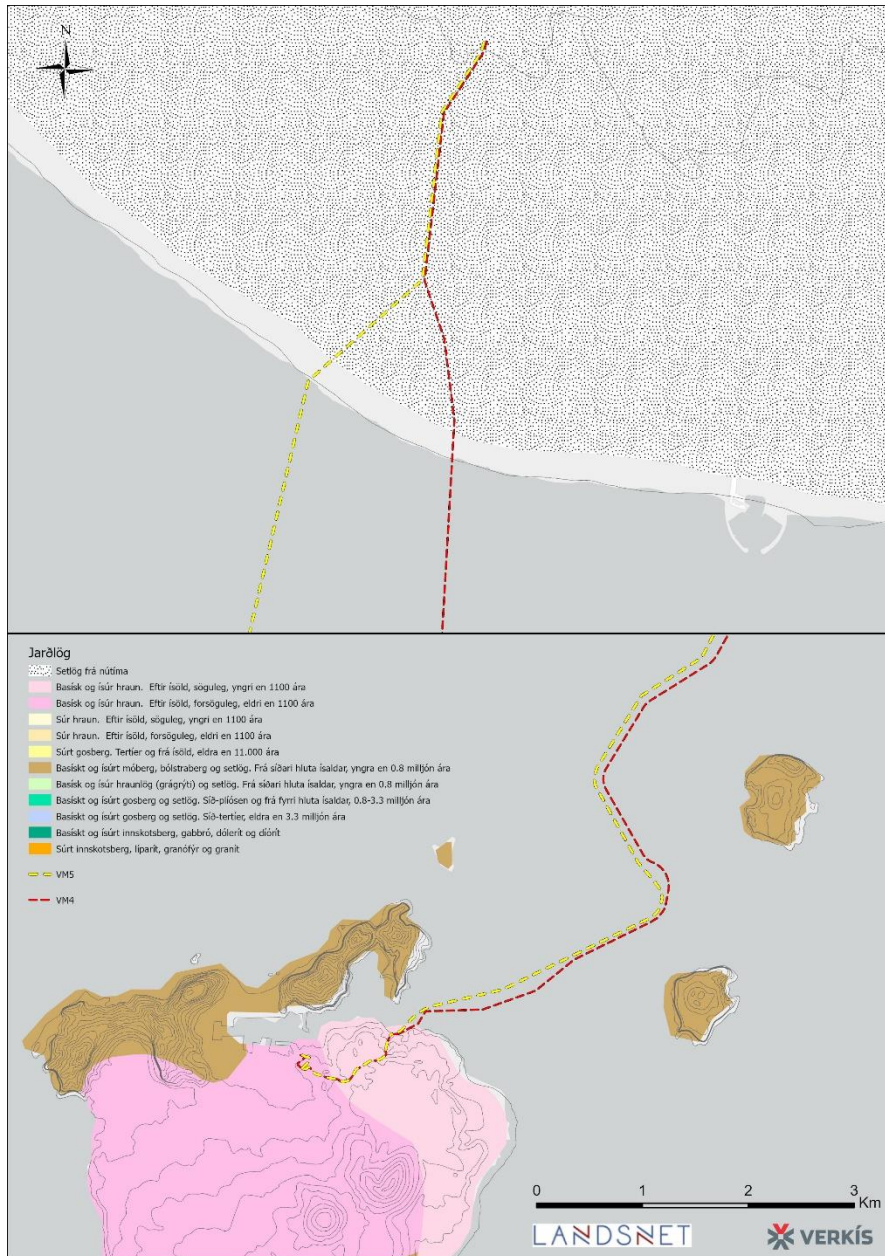 N
Jarðlög
Setlög frá nútíma
Basísk og ísúr hraun. Eftir ísöld, söguleg, yngri en 1100 ára
Basísk og ísúr hraun. Eftir ísöld, forsöguleg, eldri en 1100 ára
Súr hraun. Eftir ísöld, söguleg, yngri en 1100 ára
Súr hraun. Eftir ísöld, forsöguleg, eldri en 1100 ára
Súrt gosberg. Tertíer og frá ísöld, eldra en 11.000 ára
Basískt og ísúrt móberg, bólstraberg og setlög. Frá síðari hluta ísaldar, yngra en 0.8 milljón ára
Basísk og ísúr hraunlög (grágrýti) og setlög. Frá síðari hluta ísaldar, yngra en 0.8 milljón ára
Basískt og ísúrt gosberg og setlög. Síð-plíósen og frá fyrri hluta ísaldar, 0.8-3.3 milljón ára
Basískt og ísúrt gosberg og setlög. Síð-tertíer, eldra en 3.3 milljón ára
Basískt og ísúrt innskotsberg, gabbró, dólerít og díórít
Súrt innskotsberg, líparít, granófýr og granít
VM5
VM4
0 1 2 3
Km
LANDSNET
VERKÍS